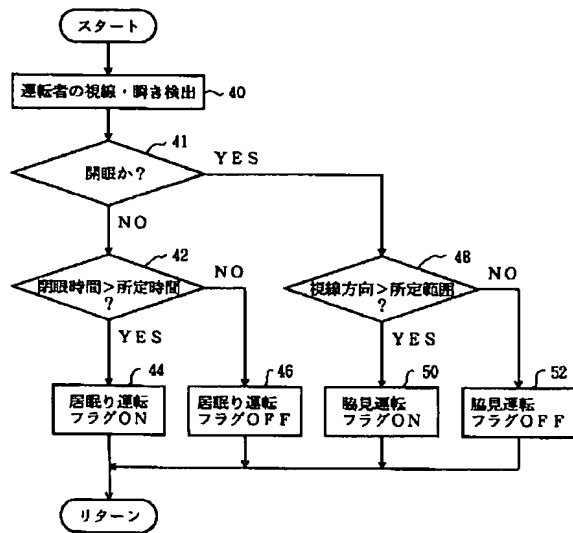 スタート
運転者の視線・瞬き検出
40
41
開眼か?
YES
NO
42
閉眼時間>所定時間
?
NO
YES
48
視線方向>所定範囲
?
NO
YES
44
居眠り運転
フラグON
46
居眠り運転
フラグOFF
50
脇見運転
フラグON
52
脇見運転
フラグOFF
リターン